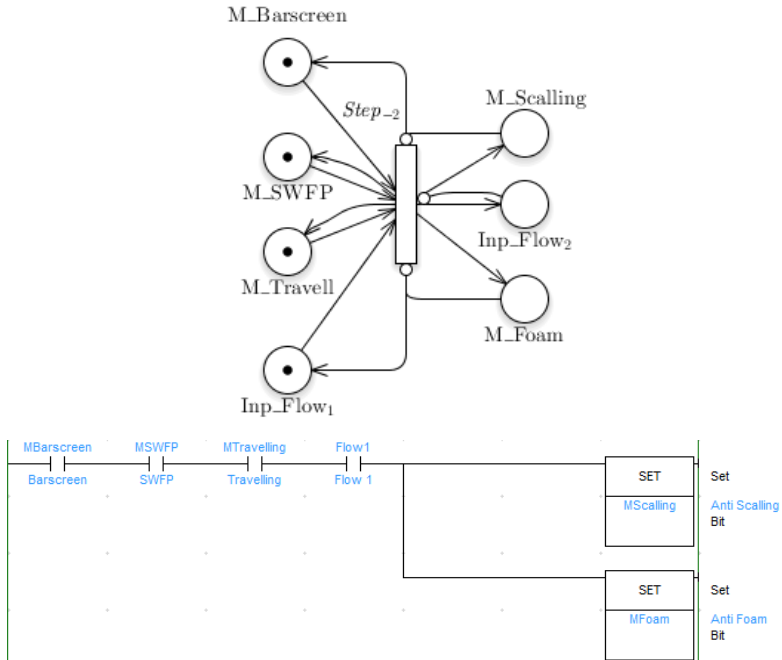 M_Barscreen
Step_2
M_Scalling
M_SWFP
Inp_Flow₂
M_Travell
M_Foam
Inp_Flow₁
MBarscreen MSWFP MTravelling Flow1
Barscreen SWFP Travelling Flow 1
SET Set
MScalling Anti Scalling
Bit
SET Set
MFoam Anti Foam
Bit